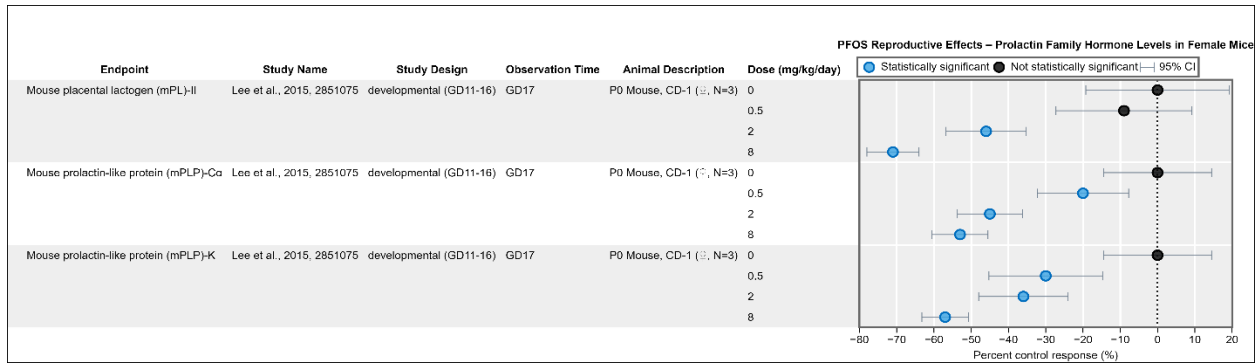 PFOS Reproductive Effects – Prolactin Family Hormone Levels in Female Mice
Endpoint Study Name Study Design Observation Time Animal Description Dose (mg/kg/day)
Statistically significant Not statistically significant 95% CI
Mouse placental lactogen (mPL)-II Lee et al., 2015, 2851075 developmental (GD11-16) GD17 P0 Mouse, CD-1 (♀, N=3) 0
0.5
2
8
Mouse prolactin-like protein (mPLP)-Cα Lee et al., 2015, 2851075 developmental (GD11-16) GD17 P0 Mouse, CD-1 (♀, N=3) 0
0.5
2
8
Mouse prolactin-like protein (mPLP)-K Lee et al., 2015, 2851075 developmental (GD11-16) GD17 P0 Mouse, CD-1 (♀, N=3) 0
0.5
2
8
−80 −70 −60 −50 −40 −30 −20 −10 0 10 20
Percent control response (%)